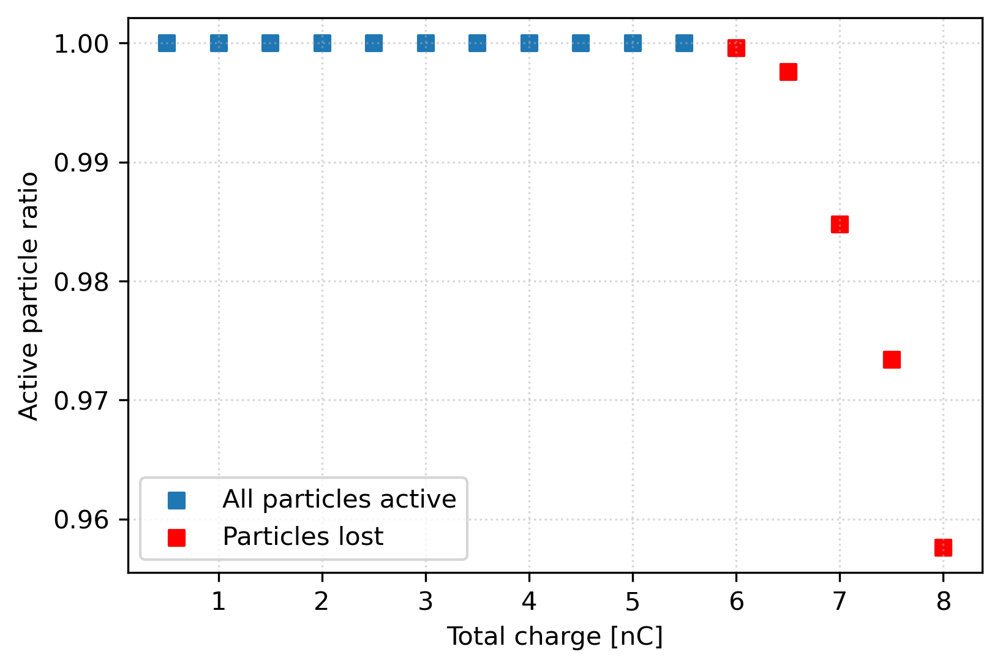 1.00
0.99
0.98
0.97
0.96
Active particle ratio
All particles active
Particles lost
1 2 3 4 5 6 7 8
Total charge [nC]